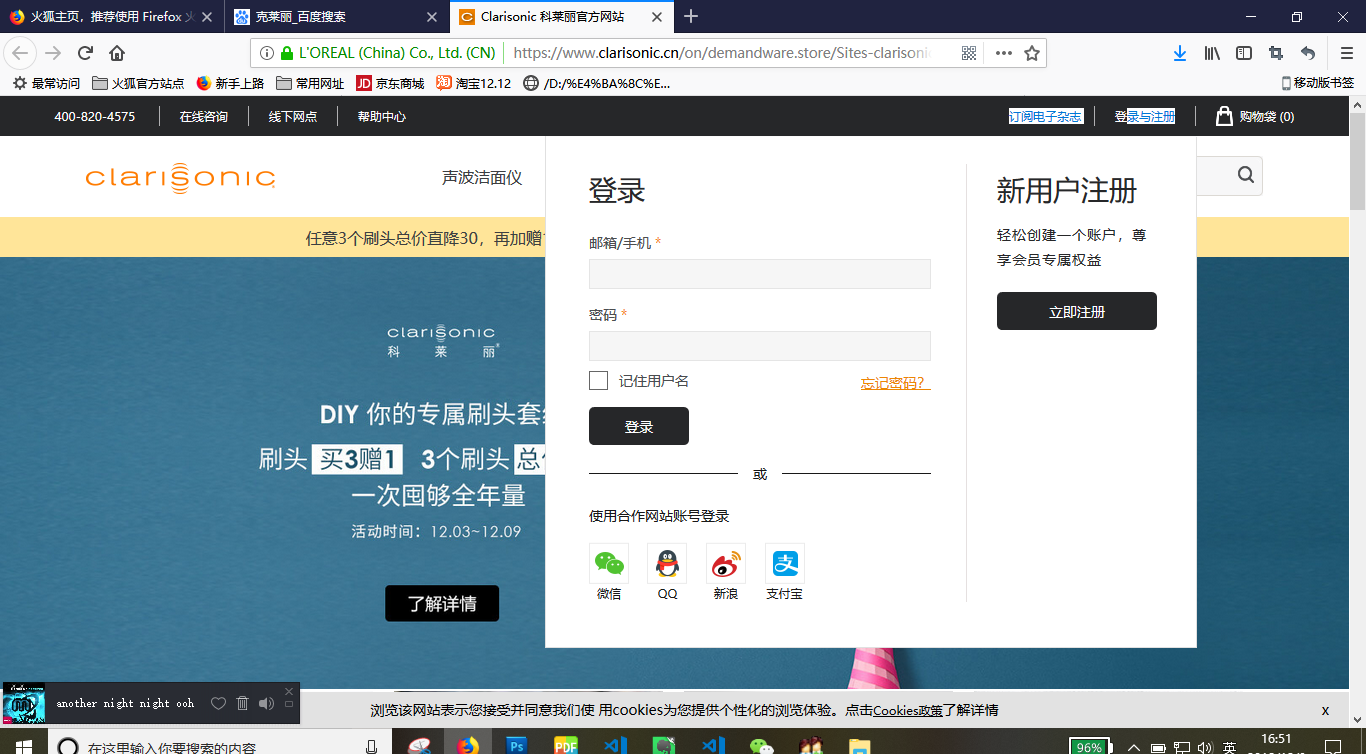 火狐主页，推荐使用 Firefox
克莱丽_百度搜索
Clarisonic 科莱丽官方网站
L'OREAL (China) Co., Ltd. (CN)
https://www.clarisonic.cn/on/demandware.store/Sites-clarisoni
最常访问 火狐官方站点 新手上路 常用网址 JD 京东商城 淘 淘宝12.12 /D:/%E4%BA%8C%E... 移动版书签
400-820-4575 在线咨询 线下网点 帮助中心 订阅电子杂志 登录与注册 购物袋 (0)
clarisonic 声波洁面仪
任意3个刷头总价直降30，再加赠
clarisonic
科 莱 丽
DIY 你的专属刷头套
刷头 买3赠1 3个刷头 总
一次囤够全年量
活动时间：12.03~12.09
了解详情
登录
邮箱/手机 *
密码 *
记住用户名 忘记密码？
登录
或
使用合作网站账号登录
微信 QQ 新浪 支付宝
新用户注册
轻松创建一个账户，尊
享会员专属权益
立即注册
another night night ooh
浏览该网站表示您接受并同意我们使 用cookies为您提供个性化的浏览体验。点击Cookies政策了解详情 x
在这里输入你要搜索的内容
Ps
PDF
96%
英
16:51